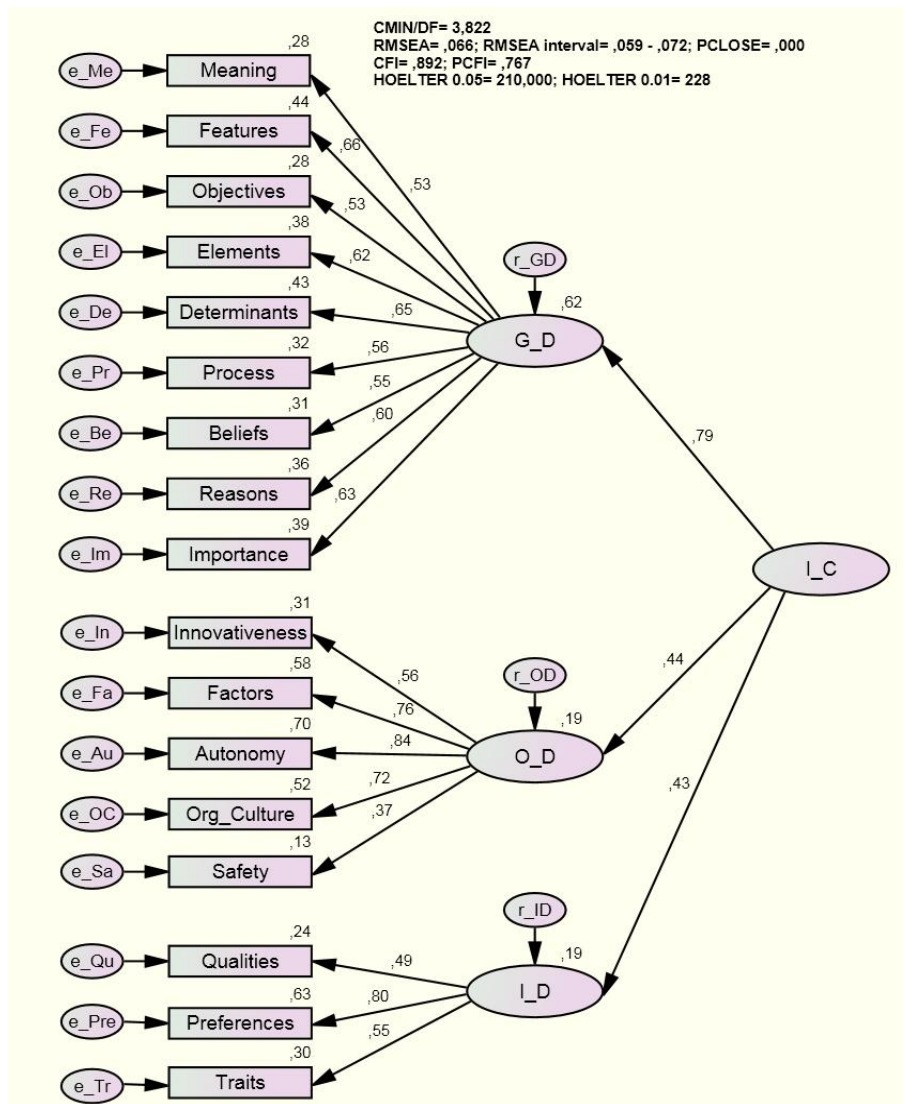 CMIN/DF= 3,822
RMSEA= ,066; RMSEA interval= ,059 - ,072; PCLOSE= ,000
CFI= ,892; PCFI= ,767
HOELTER 0.05= 210,000; HOELTER 0.01= 228
,28
e_Me
Meaning
,44
e_Fe
Features
,66
,53
,28
e_Ob
Objectives
,53
,38
e_El
Elements
,62
r_GD
,43
e_De
Determinants
,65
,62
G_D
,32
e_Pr
Process
,56
,31
e_Be
Beliefs
,55
,60
,79
,36
e_Re
Reasons
,63
,39
e_Im
Importance
I_C
,31
e_In
Innovativeness
,56
,44
,58
e_Fa
Factors
,76
r_OD
,70
e_Au
Autonomy
,84
,19
O_D
,52
e_OC
Org_Culture
,72
,37
,43
,13
e_Sa
Safety
r_ID
,24
e_Qu
Qualities
,49
,19
I_D
,63
e_Pre
Preferences
,80
,55
,30
e_Tr
Traits